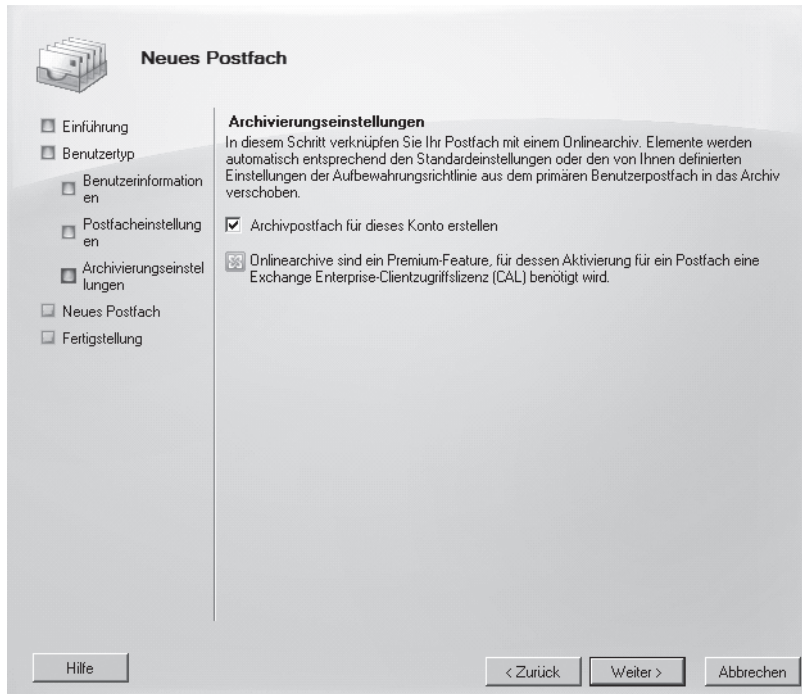 Neues Postfach
Einführung
Benutzertyp
Benutzerinformation
en
Postfacheinstellung
en
Archivierungseinstel
lungen
Neues Postfach
Fertigstellung
Archivierungseinstellungen
In diesem Schritt verknüpfen Sie Ihr Postfach mit einem Onlinearchiv. Elemente werden
automatisch entsprechend den Standardeinstellungen oder den von Ihnen definierten
Einstellungen der Aufbewahrungsrichtlinie aus dem primären Benutzerpostfach in das Archiv
verschoben.
Archivpostfach für dieses Konto erstellen
Onlinearchive sind ein Premium-Feature, für dessen Aktivierung für ein Postfach eine
Exchange Enterprise-Clientzugriffslizenz (CAL) benötigt wird.
Hilfe
< Zurück
Weiter >
Abbrechen